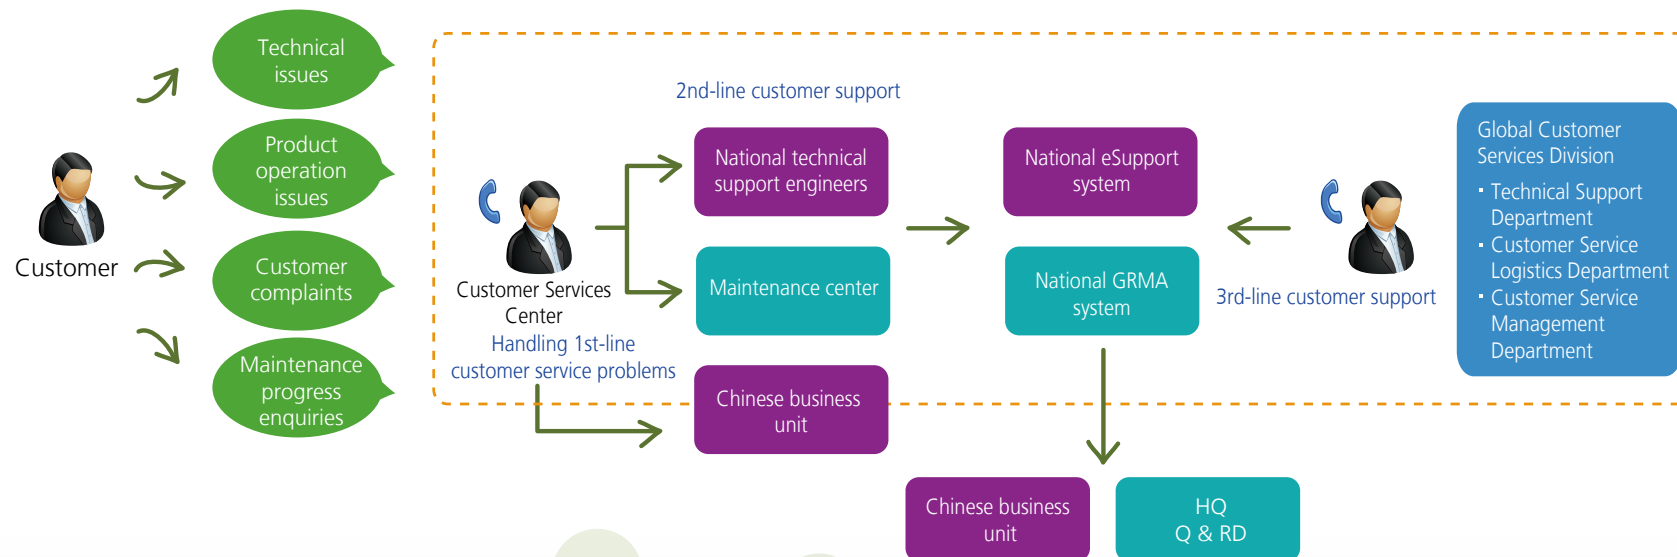 Customer
Technical
issues
Product
operation
issues
Customer
complaints
Maintenance
progress
enquiries
Customer Services
Center
Handling 1st-line
customer service problems
2nd-line customer support
National technical
support engineers
Maintenance center
Chinese business
unit
National eSupport
system
National GRMA
system
3rd-line customer support
Global Customer
Services Division
▪ Technical Support
Department
▪ Customer Service
Logistics Department
▪ Customer Service
Management
Department
Chinese business
unit
HQ
Q & RD